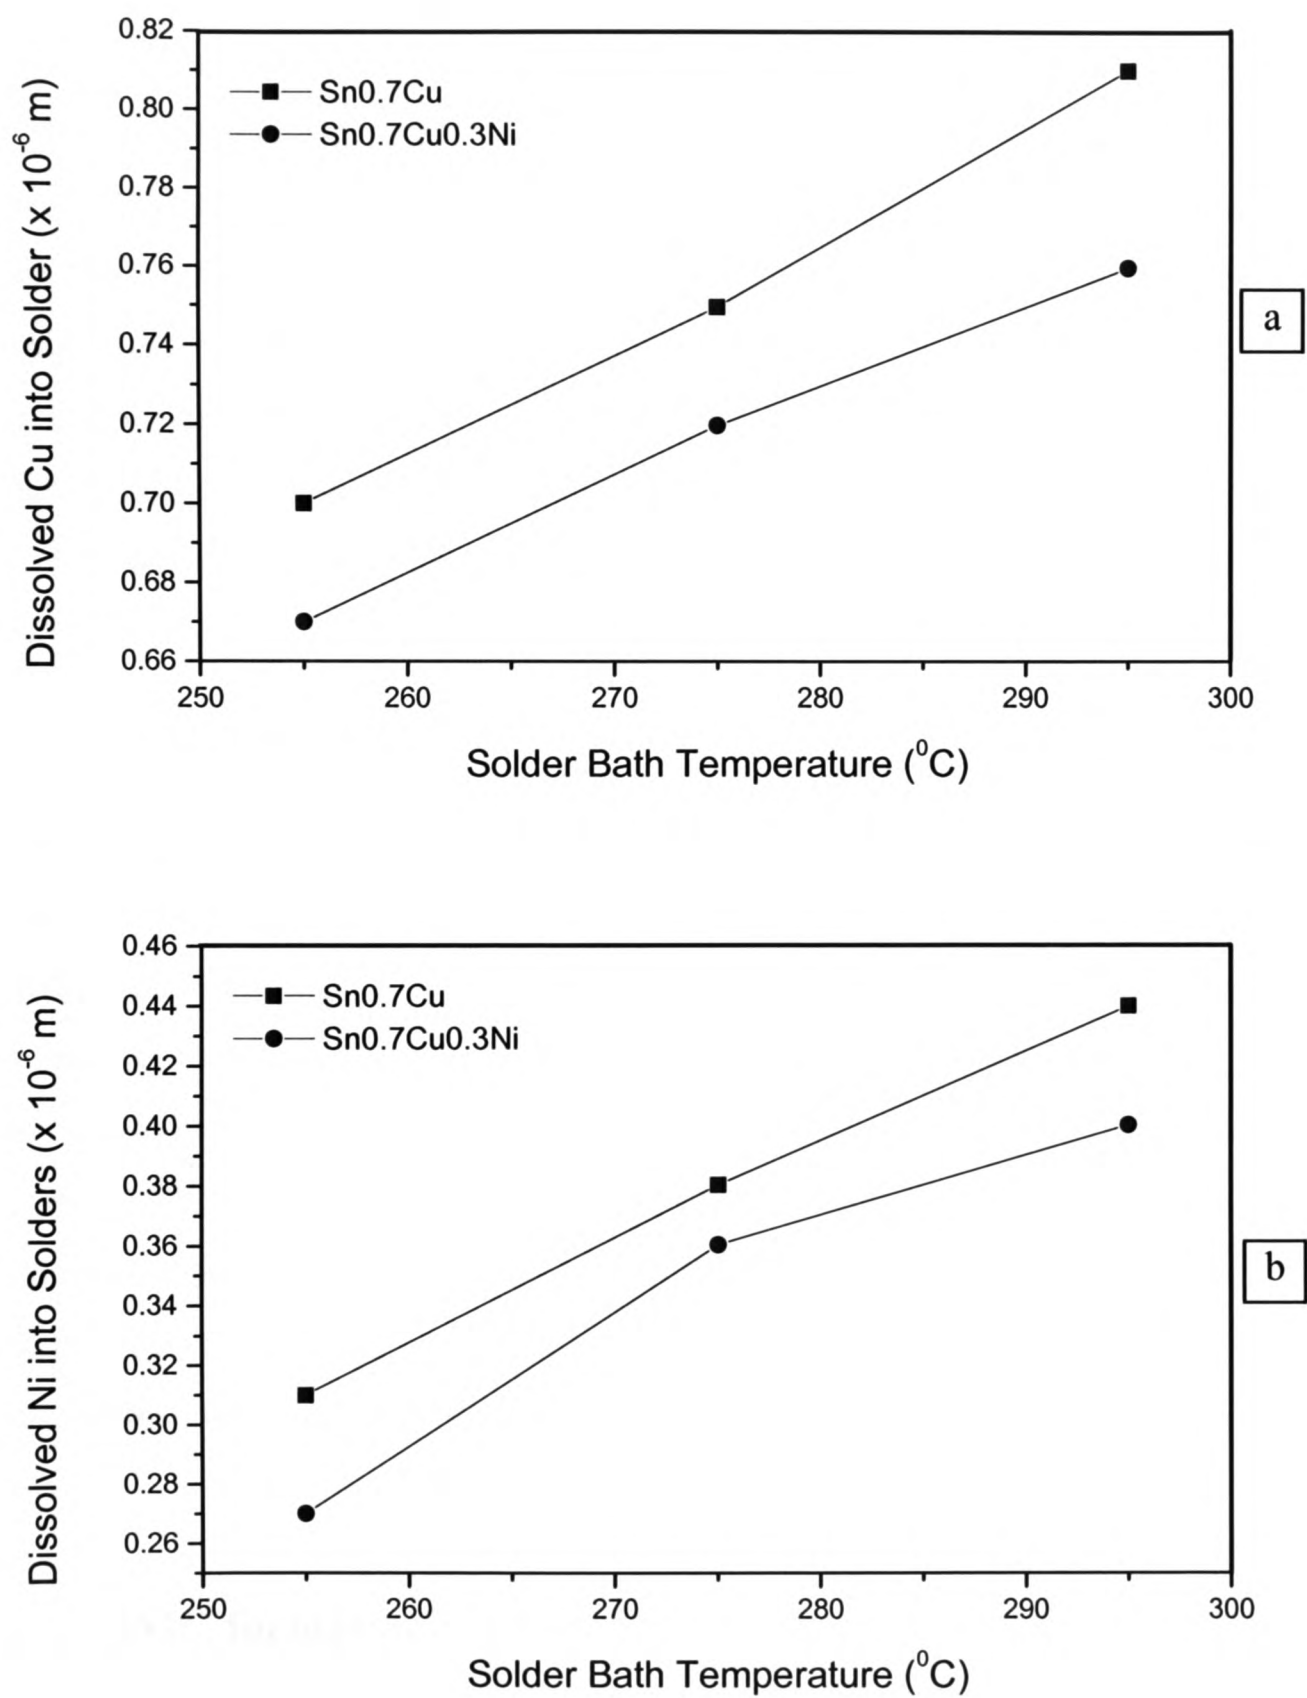 0.82
0.80
0.78
0.76
0.74
0.72
0.70
0.68
0.66
Dissolved Cu into Solder (x 10⁻⁶ m)
Sn0.7Cu
Sn0.7Cu0.3Ni
a
250 260 270 280 290 300
Solder Bath Temperature (⁰C)
0.46
0.44
0.42
0.40
0.38
0.36
0.34
0.32
0.30
0.28
0.26
Dissolved Ni into Solders (x 10⁻⁶ m)
Sn0.7Cu
Sn0.7Cu0.3Ni
b
250 260 270 280 290 300
Solder Bath Temperature (⁰C)